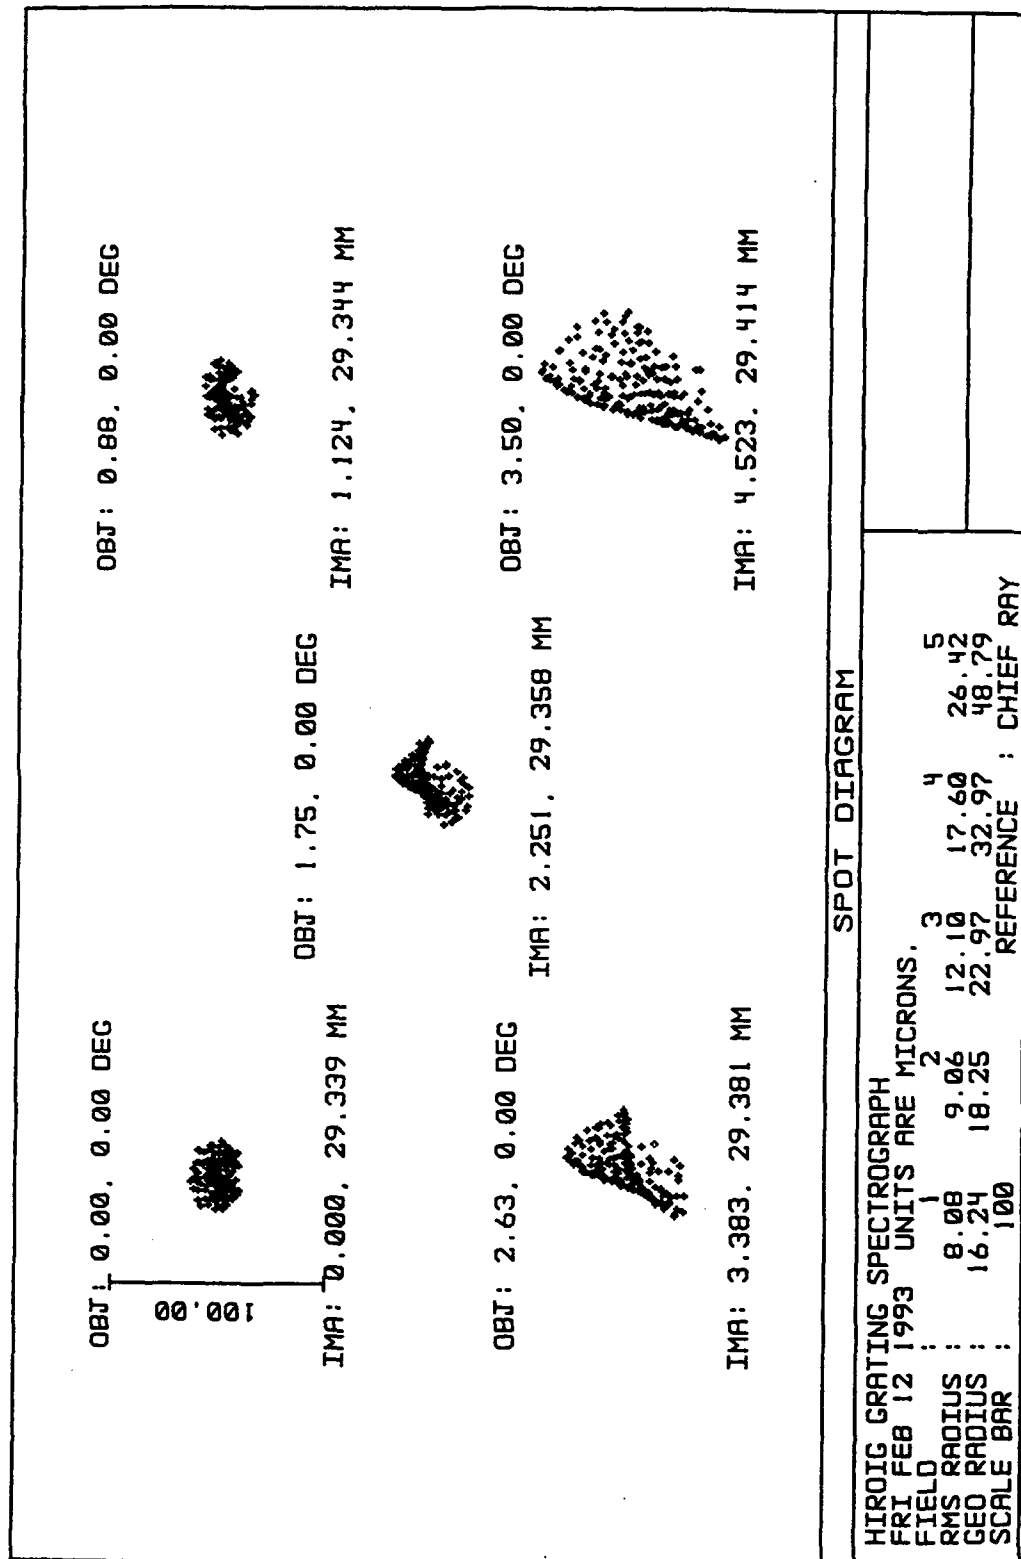 OBJ: 0.00, 0.00 DEG
OBJ: 0.88, 0.00 DEG
100.00
IMA: 0.000, 29.339 MM
IMA: 1.124, 29.344 MM
OBJ: 1.75, 0.00 DEG
IMA: 2.251, 29.358 MM
OBJ: 2.63, 0.00 DEG
OBJ: 3.50, 0.00 DEG
IMA: 3.383, 29.381 MM
IMA: 4.523, 29.414 MM
SPOT DIAGRAM
HIROIG GRATING SPECTROGRAPH
FRI FEB 12 1993 UNITS ARE MICRONS.
FIELD : 1 2 3 4 5
RMS RADIUS : 8.08 9.06 12.10 17.60 26.42
GEO RADIUS : 16.24 18.25 22.97 32.97 48.79
SCALE BAR : 100 REFERENCE : CHIEF RAY